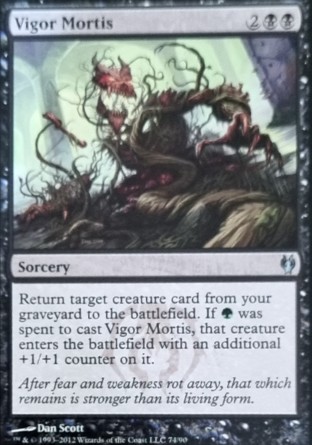 Vigor Mortis 2
Sorcery
Return target creature card from your
graveyard to the battlefield. If was
spent to cast Vigor Mortis, that creature
enters the battlefield with an additional
+1/+1 counter on it.
After fear and weakness rot away, that which
remains is stronger than its living form.
Dan Scott
™ & © 1993–2012 Wizards of the Coast LLC 74/90